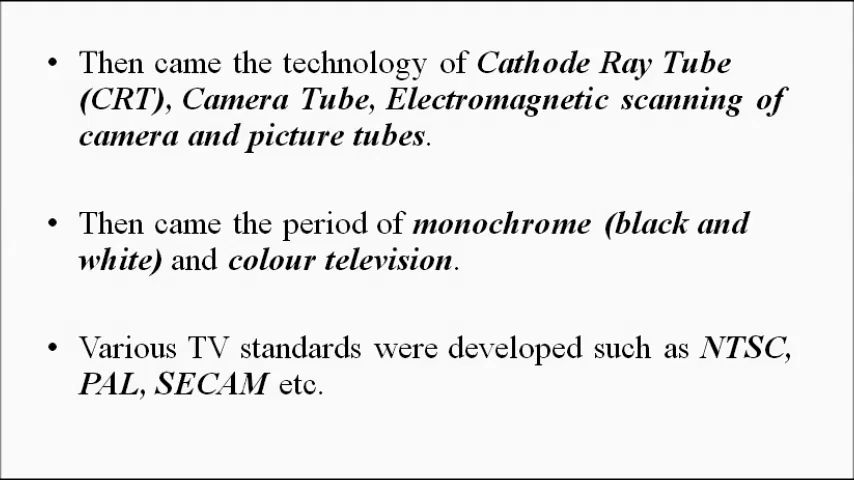 • Then came the technology of Cathode Ray Tube
(CRT), Camera Tube, Electromagnetic scanning of
camera and picture tubes.
• Then came the period of monochrome (black and
white) and colour television.
• Various TV standards were developed such as NTSC,
PAL, SECAM etc.